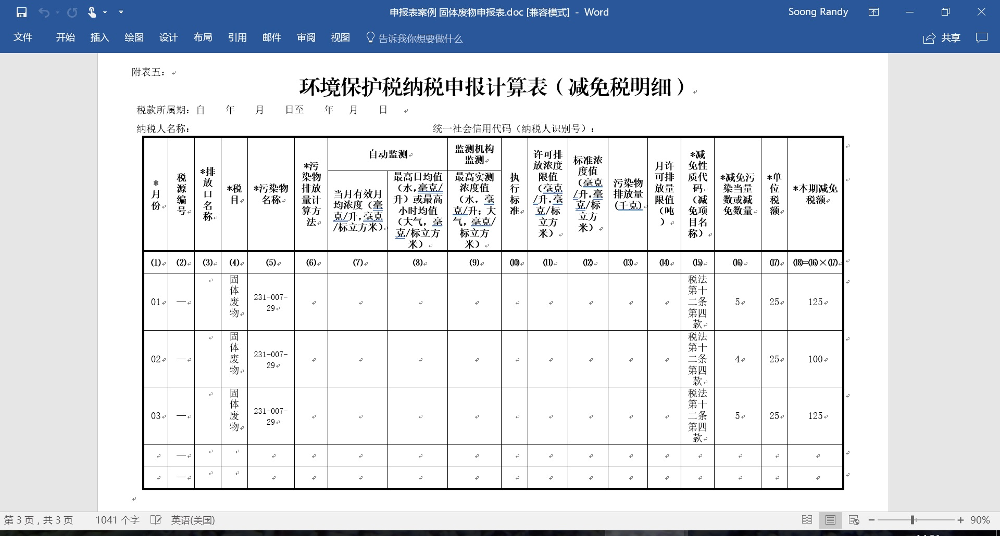 申报表案例 固体废物申报表.doc [兼容模式] - Word
Soong Randy
文件 开始 插入 绘图 设计 布局 引用 邮件 审阅 视图 告诉我你想要做什么 共享
附表五：
环境保护税纳税申报计算表（减免税明细）
税款所属期：自 年 月 日至 年 月 日
纳税人名称： 统一社会信用代码（纳税人识别号）：
*月份
税源编号
*排放口名称
*税目
*污染物
名称
*污
染物
排放
量计
算方
法
自动监测
当月有效月
均浓度（毫
克/升,毫克
/标立方米）
最高日均值
（水,毫克/
升）或最高
小时均值
（大气，毫
克/标立方
米）
监测机构
监测
最高实测
浓度值
（水，毫
克/升；大
气，毫克/
标立方
米）
执行标准
许可排
放浓度
限值
（毫克
/升,毫
克/标
立方
米）
标准浓
度值
（毫克
/升,毫
克/标
立方
米）
污染物
排放量
(千克)
月许
可排
放量
限值
（吨
）
*减
免性
质代
码
（减
免项
目名
称）
*减免污
染当量
数或减
免数量
*单位税额
*本期减免
税额
(1) (2) (3) (4) (5) (6) (7) (8) (9) (10) (11) (12) (13) (14) (15) (16) (17) (18)=(16)×(17)
01 — 固体废物 231-007-29 税法第十二条第四款 5 25 125
02 — 固体废物 231-007-29 税法第十二条第四款 4 25 100
03 — 固体废物 231-007-29 税法第十二条第四款 5 25 125
—
—
第 3 页，共 3 页 1041 个字 英语(美国) 90%